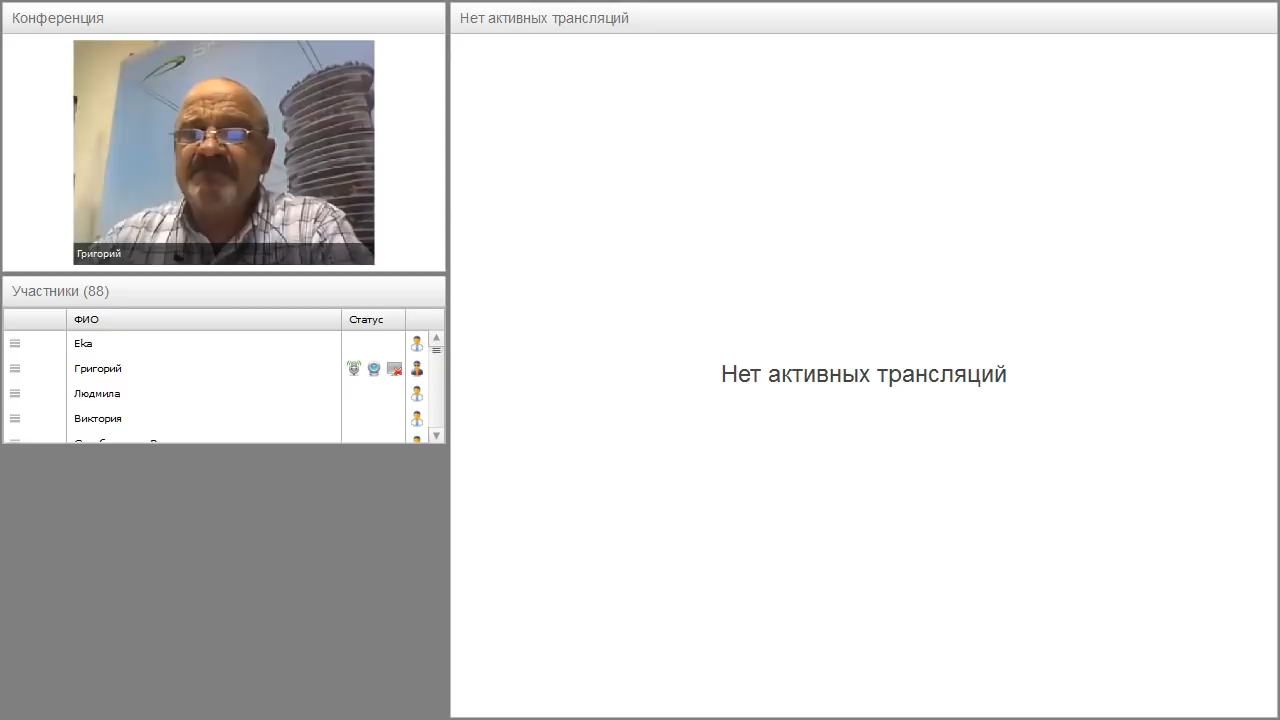 Конференция
Нет активных трансляций
Григорий
Участники (88)
ФИО
Статус
Eka
Григорий
Людмила
Виктория
Нет активных трансляций